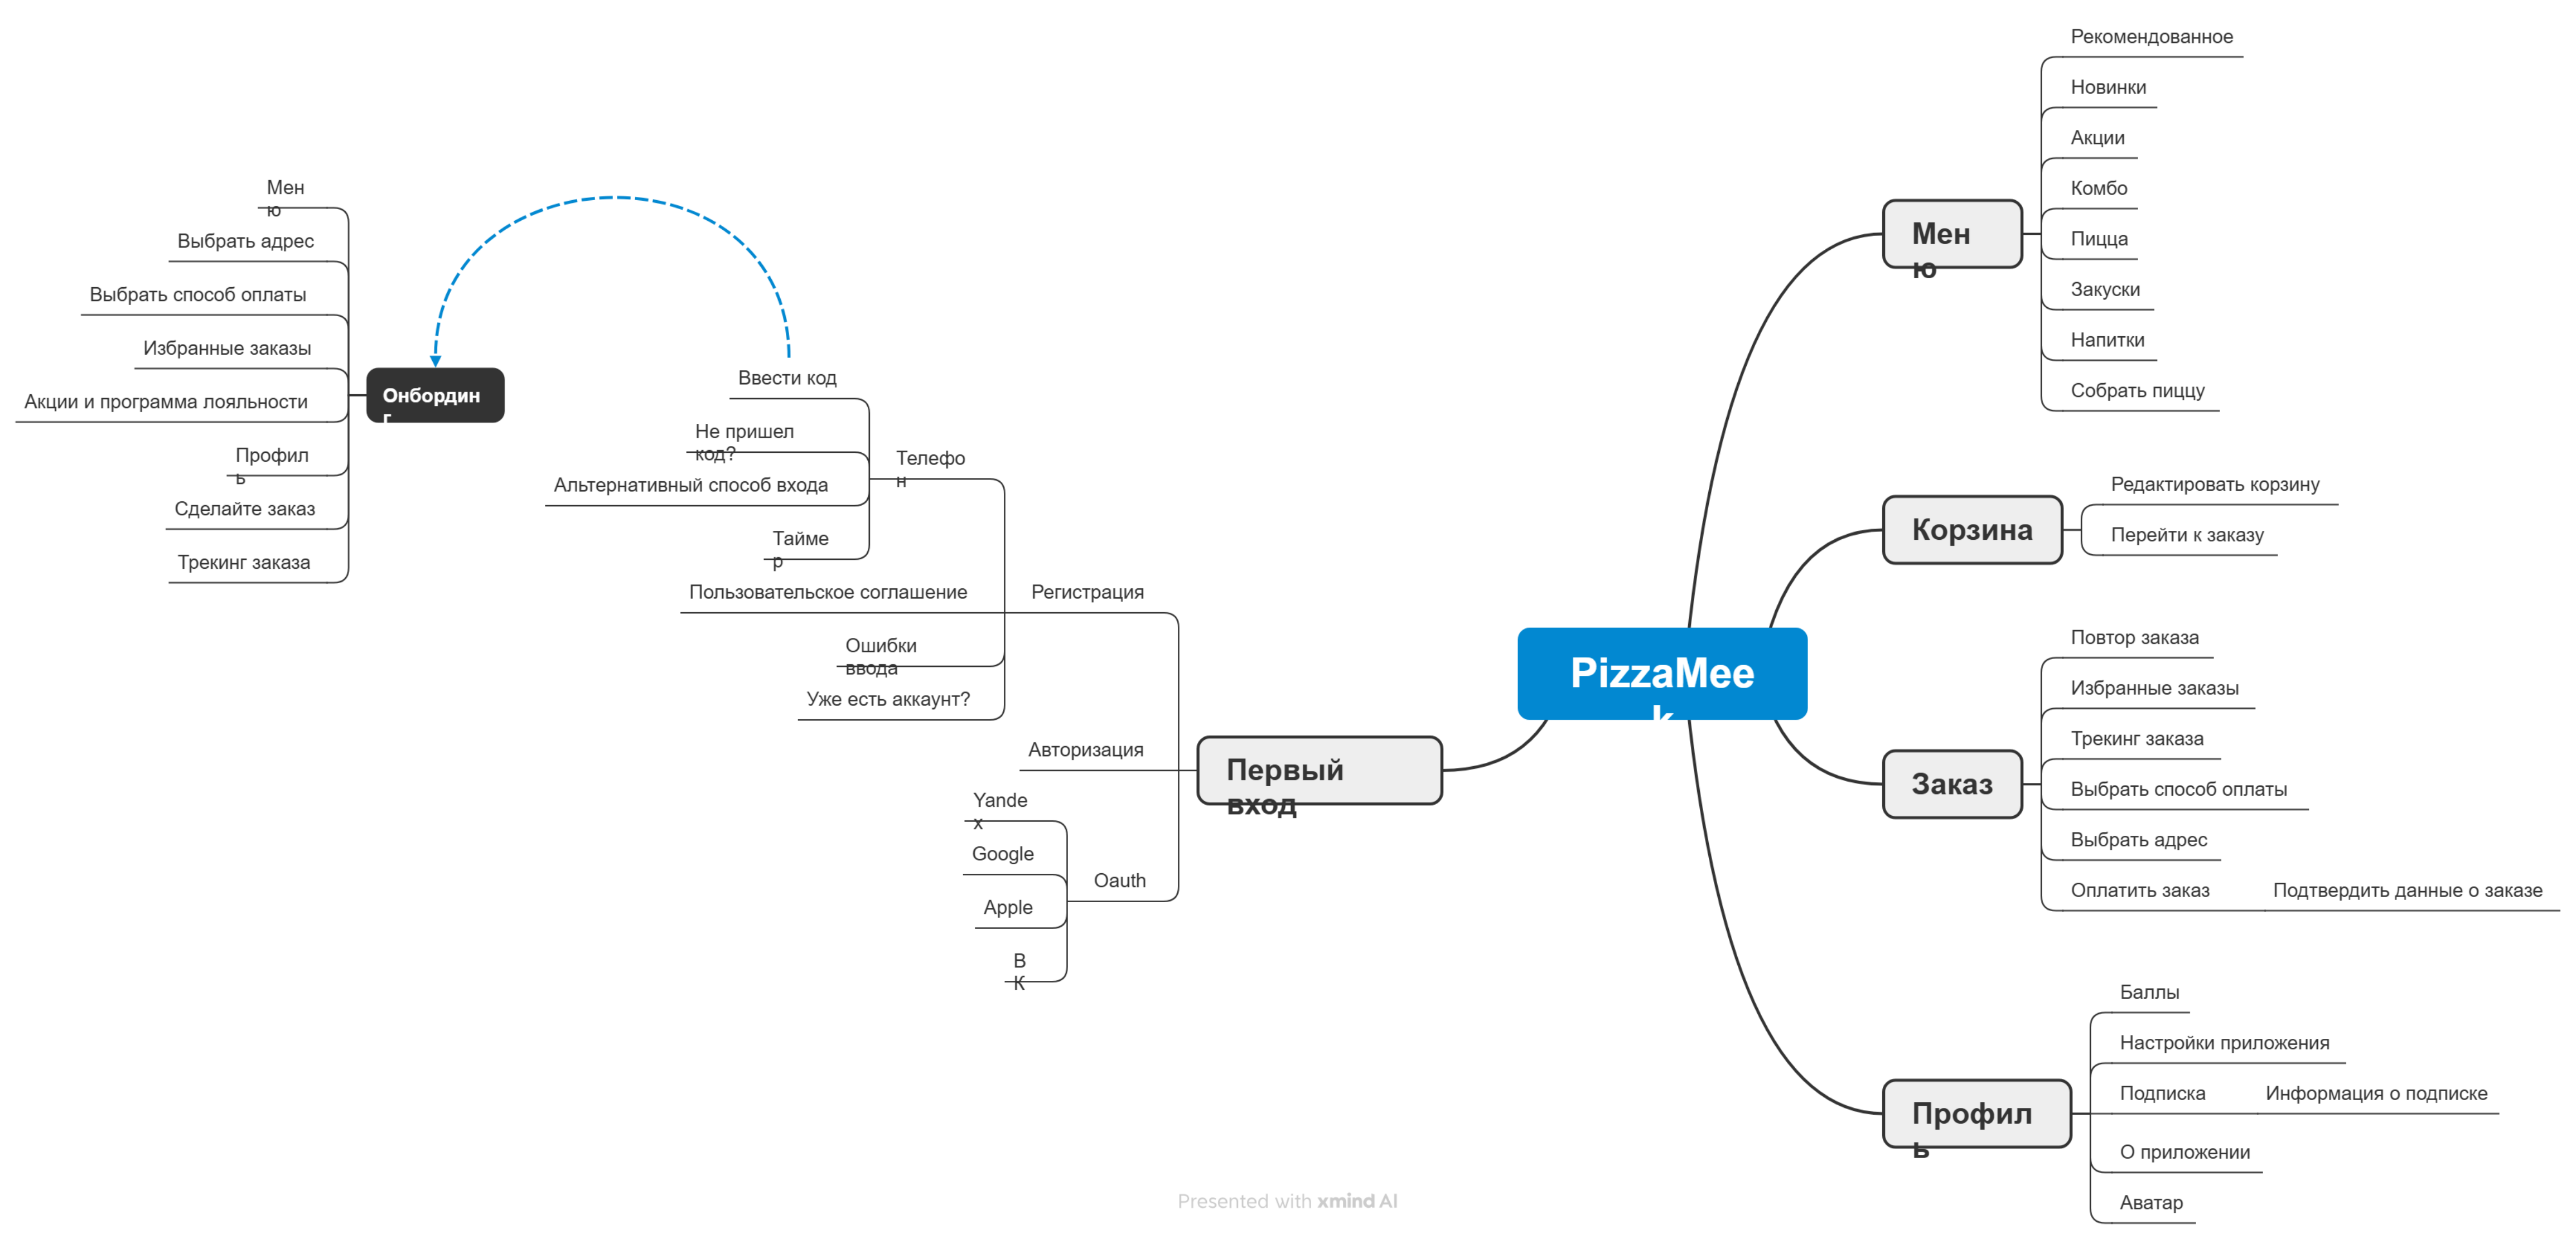 Рекомендованное
Новинки
Акции
Комбо
Пицца
Закуски
Напитки
Собрать пиццу
Мен
ю
Редактировать корзину
Перейти к заказу
Корзина
Повтор заказа
Избранные заказы
Трекинг заказа
Выбрать способ оплаты
Выбрать адрес
Оплатить заказ
Подтвердить данные о заказе
Заказ
Баллы
Настройки приложения
Подписка
Информация о подписке
О приложении
Аватар
Профил
ь
PizzaMee
k
Первый
вход
Регистрация
Телефо
н
Ввести код
Не пришел
код?
Альтернативный способ входа
Тайме
р
Пользовательское соглашение
Ошибки
ввода
Уже есть аккаунт?
Авторизация
Oauth
Yande
x
Google
Apple
В
К
Онбордин
г
Мен
ю
Выбрать адрес
Выбрать способ оплаты
Избранные заказы
Акции и программа лояльности
Профил
ь
Сделайте заказ
Трекинг заказа
Presented with xmind AI